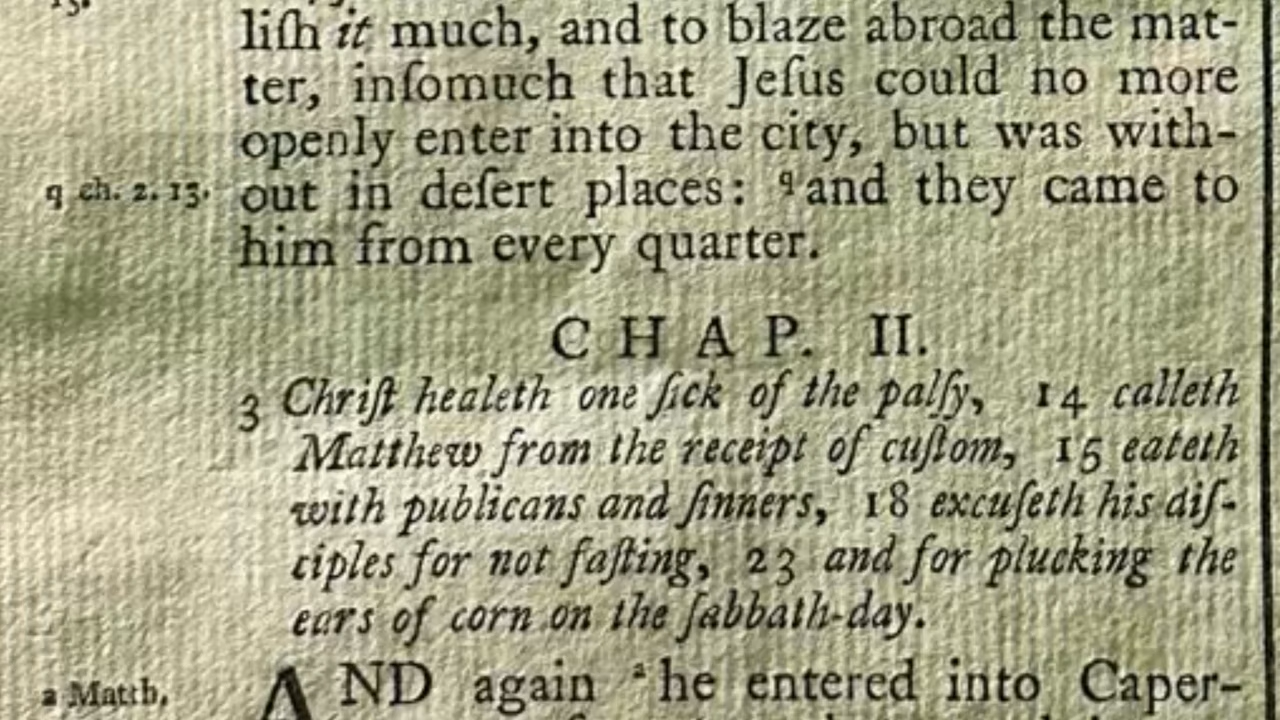 15.
liſh it much, and to blaze abroad the mat-
ter, inſomuch that Jeſus could no more
openly enter into the city, but was with-
q ch. 2. 13. out in deſert places: q and they came to
him from every quarter.
CHAP. II.
3 Chriſt healeth one ſick of the palſy, 14 calleth
Matthew from the receipt of cuſtom, 15 eateth
with publicans and ſinners, 18 excuſeth his diſ-
ciples for not faſting, 23 and for plucking the
ears of corn on the ſabbath-day.
a Matth. AND again a he entered into Caper-